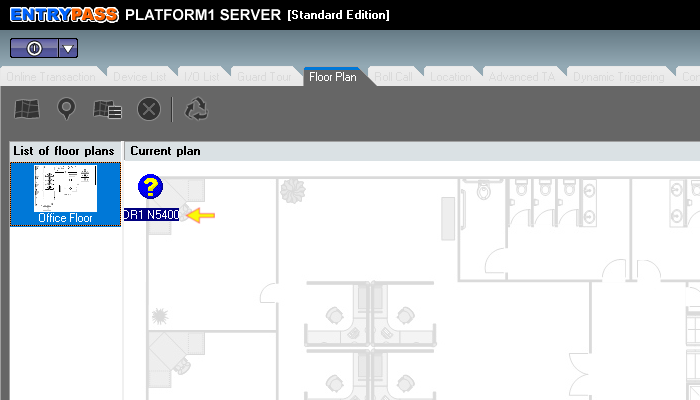 ENTRYPASS PLATFORM1 SERVER [Standard Edition]
Online Transaction Device List I/O List Guard Tour Floor Plan Roll Call Location Advanced TA Dynamic Triggering
List of floor plans Current plan
Office Floor
DR1 N5400